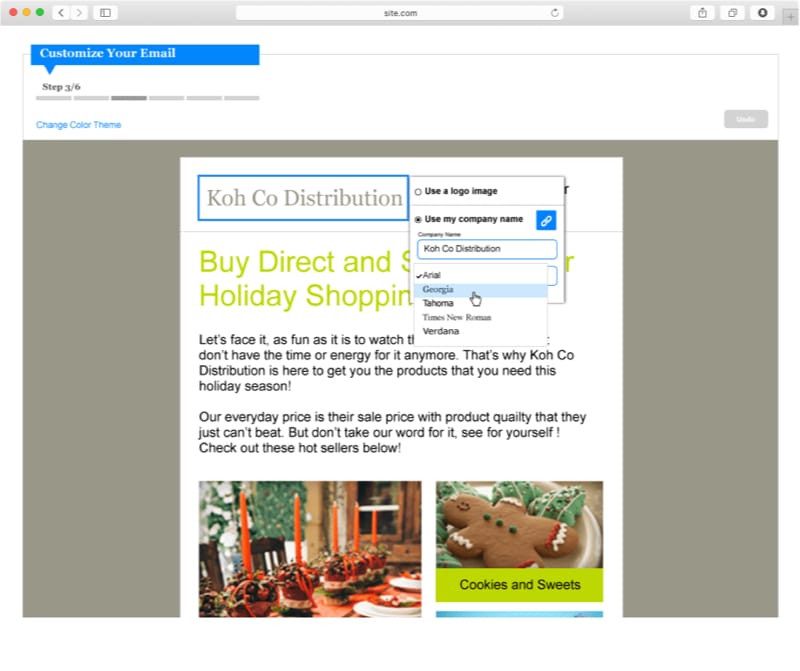 site.com
Customize Your Email
Step 3/6
Change Color Theme
Undo
Koh Co Distribution
Use a logo image
r
Use my company name
Company Name
Koh Co Distribution
Arial
Georgia
Tahoma
Times New Roman
Verdana
Buy Direct and S r
Holiday Shoppin
Let’s face it, as fun as it is to watch th :
don’t have the time or energy for it anymore. That’s why Koh Co
Distribution is here to get you the products that you need this
holiday season!
Our everyday price is their sale price with product quailty that they
just can’t beat. But don’t take our word for it, see for yourself !
Check out these hot sellers below!
Cookies and Sweets